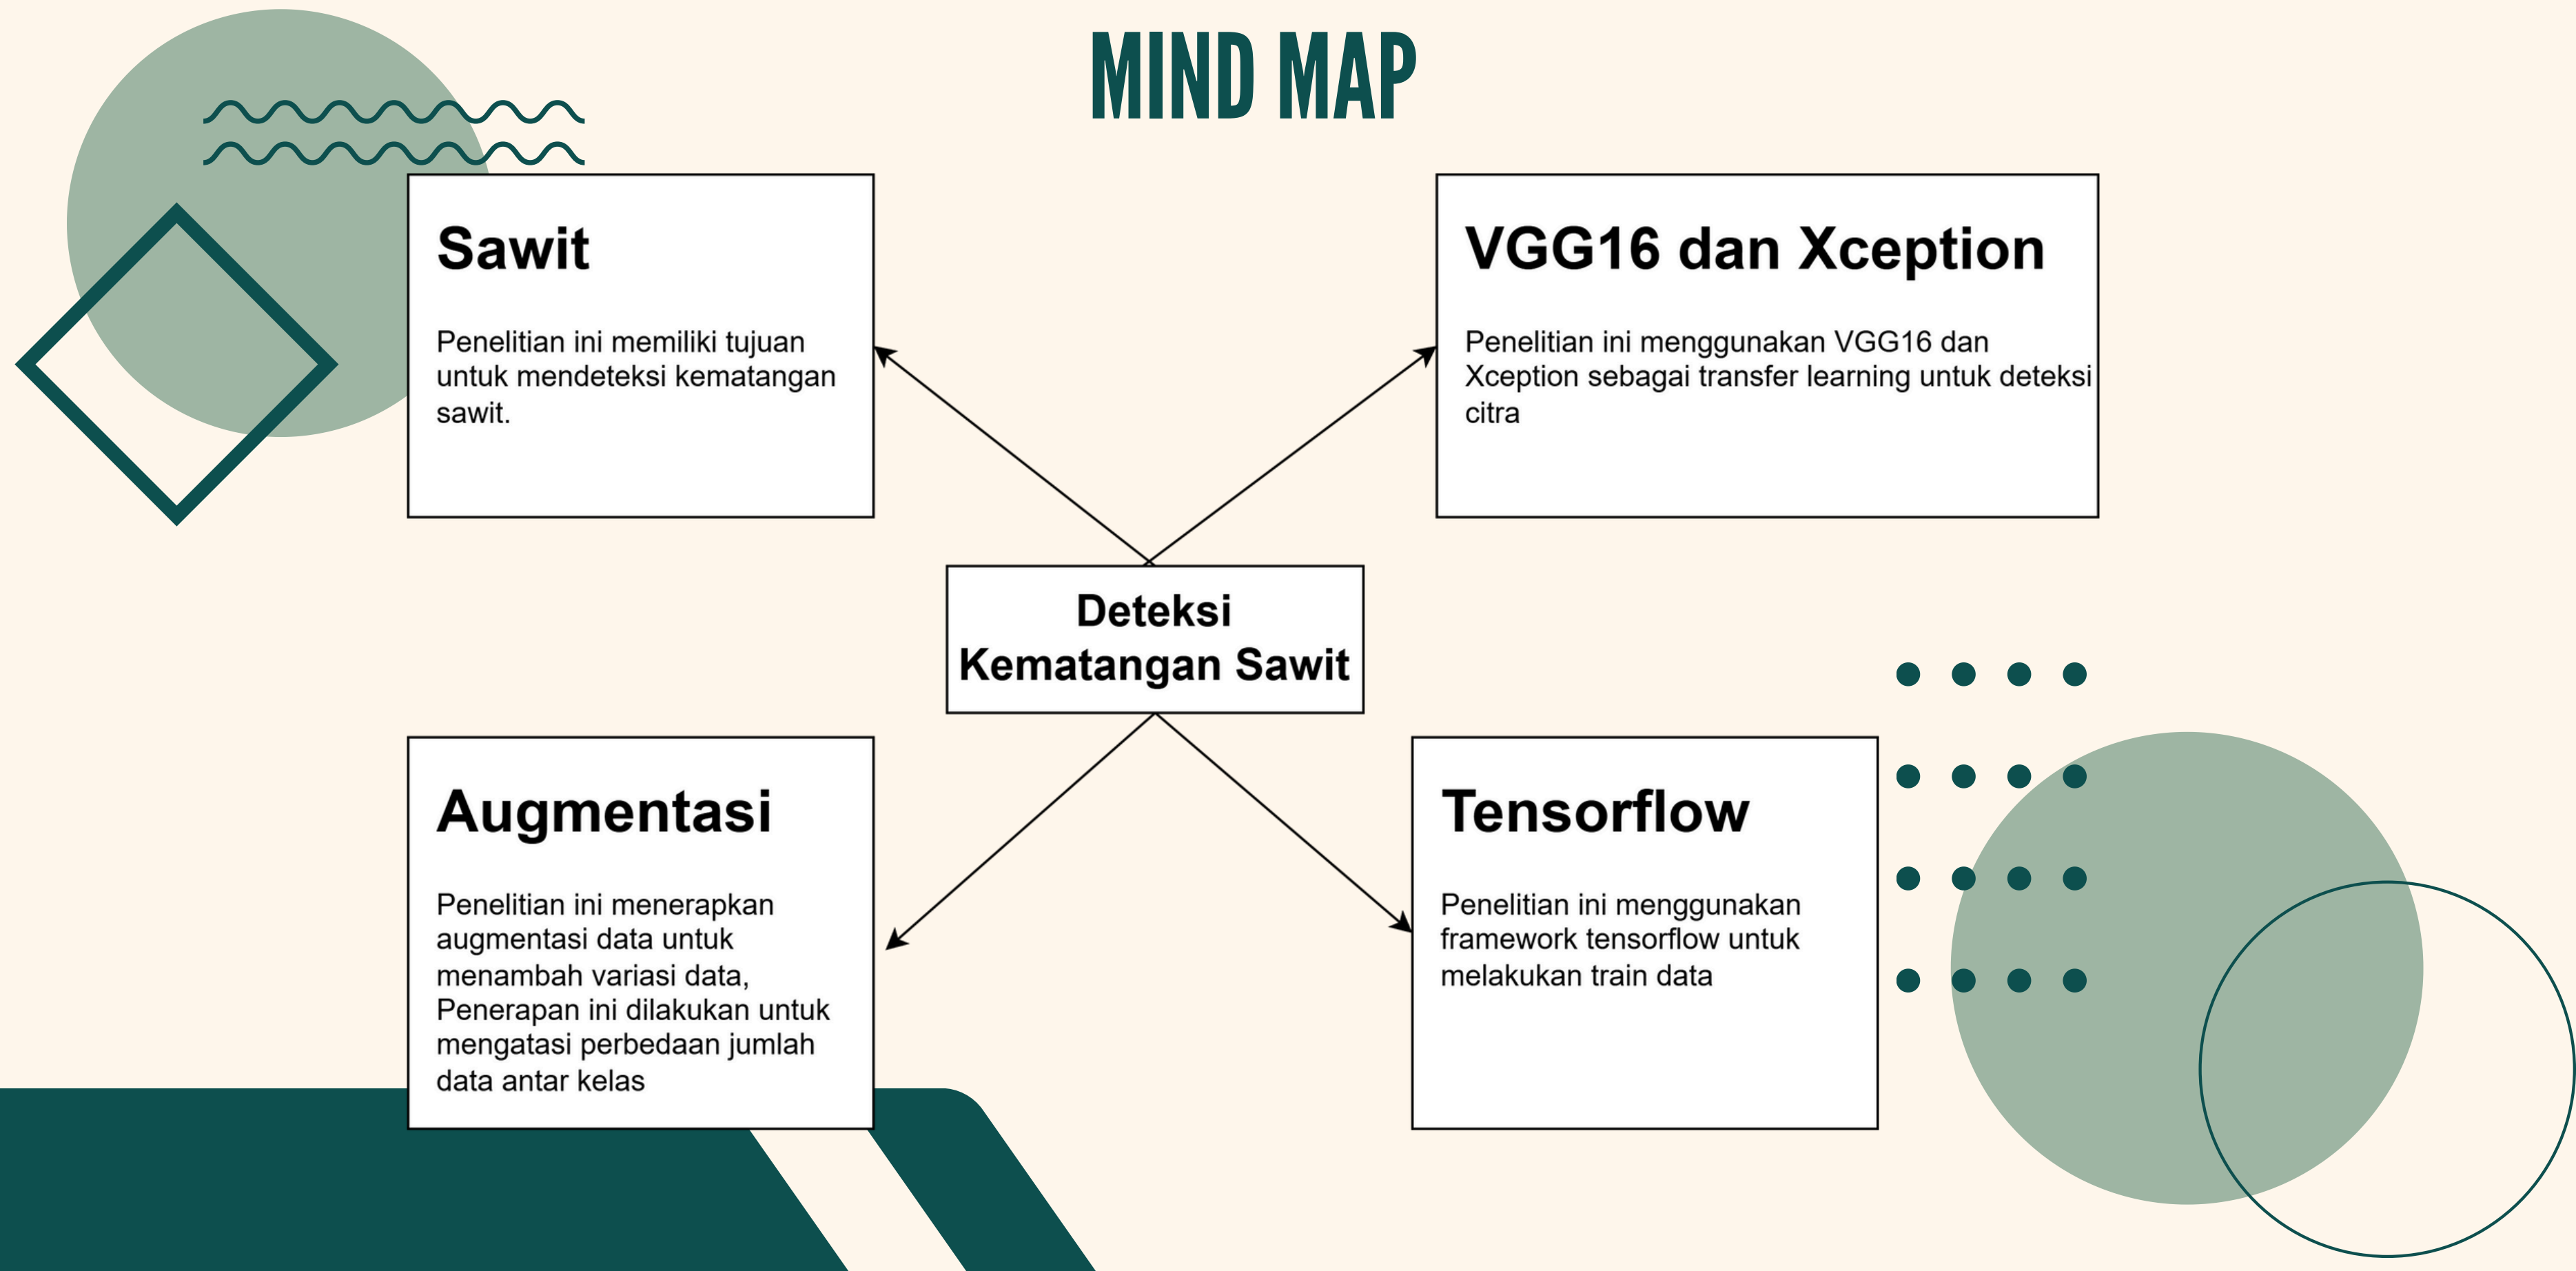 MIND MAP
Sawit
Penelitian ini memiliki tujuan
untuk mendeteksi kematangan
sawit.
VGG16 dan Xception
Penelitian ini menggunakan VGG16 dan
Xception sebagai transfer learning untuk deteksi
citra
Deteksi
Kematangan Sawit
Augmentasi
Penelitian ini menerapkan
augmentasi data untuk
menambah variasi data,
Penerapan ini dilakukan untuk
mengatasi perbedaan jumlah
data antar kelas
Tensorflow
Penelitian ini menggunakan
framework tensorflow untuk
melakukan train data